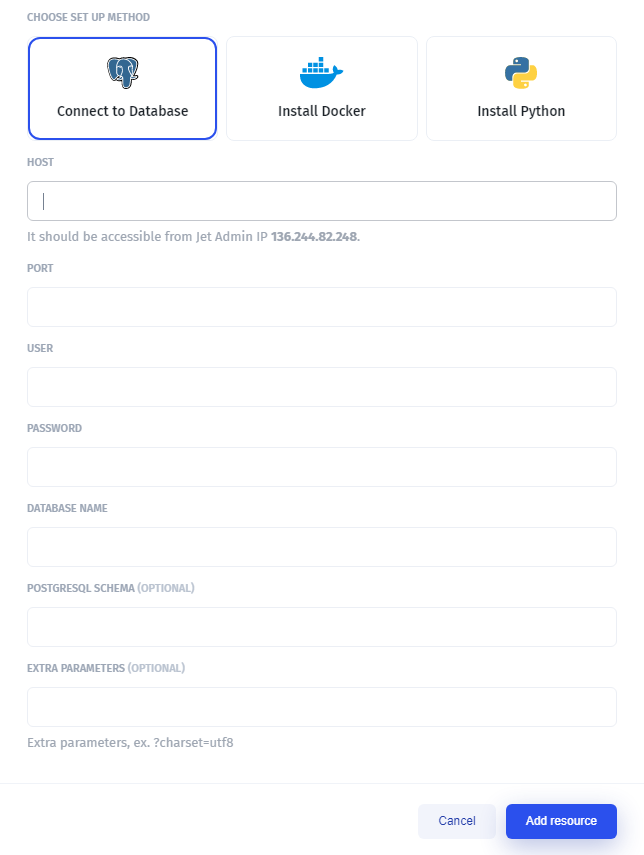 CHOOSE SET UP METHOD
Connect to Database
Install Docker
Install Python
HOST
It should be accessible from Jet Admin IP 136.244.82.248.
PORT
USER
PASSWORD
DATABASE NAME
POSTGRESQL SCHEMA (OPTIONAL)
EXTRA PARAMETERS (OPTIONAL)
Extra parameters, ex. ?charset=utf8
Cancel
Add resource